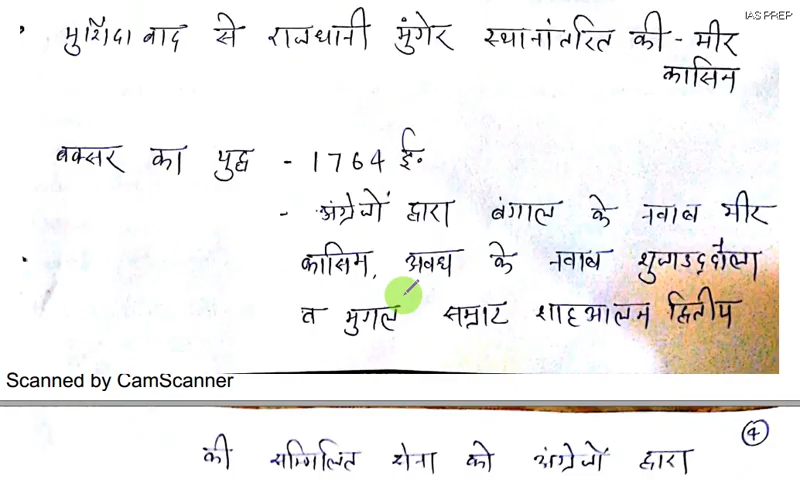 IAS PREP
• मुर्शिदाबाद से राजधानी मुंगेर स्थानांतरित की - मीर
कासिम
बक्सर का युद्ध - 1764 ई॰
- अंग्रेजों द्वारा बंगाल के नवाब मीर
कासिम, अवध के नवाब शुजाउद्दौला
व मुगल सम्राट शाहआलम द्वितीय
Scanned by CamScanner
4
की सम्मिलित सेना को अंग्रेजों द्वारा